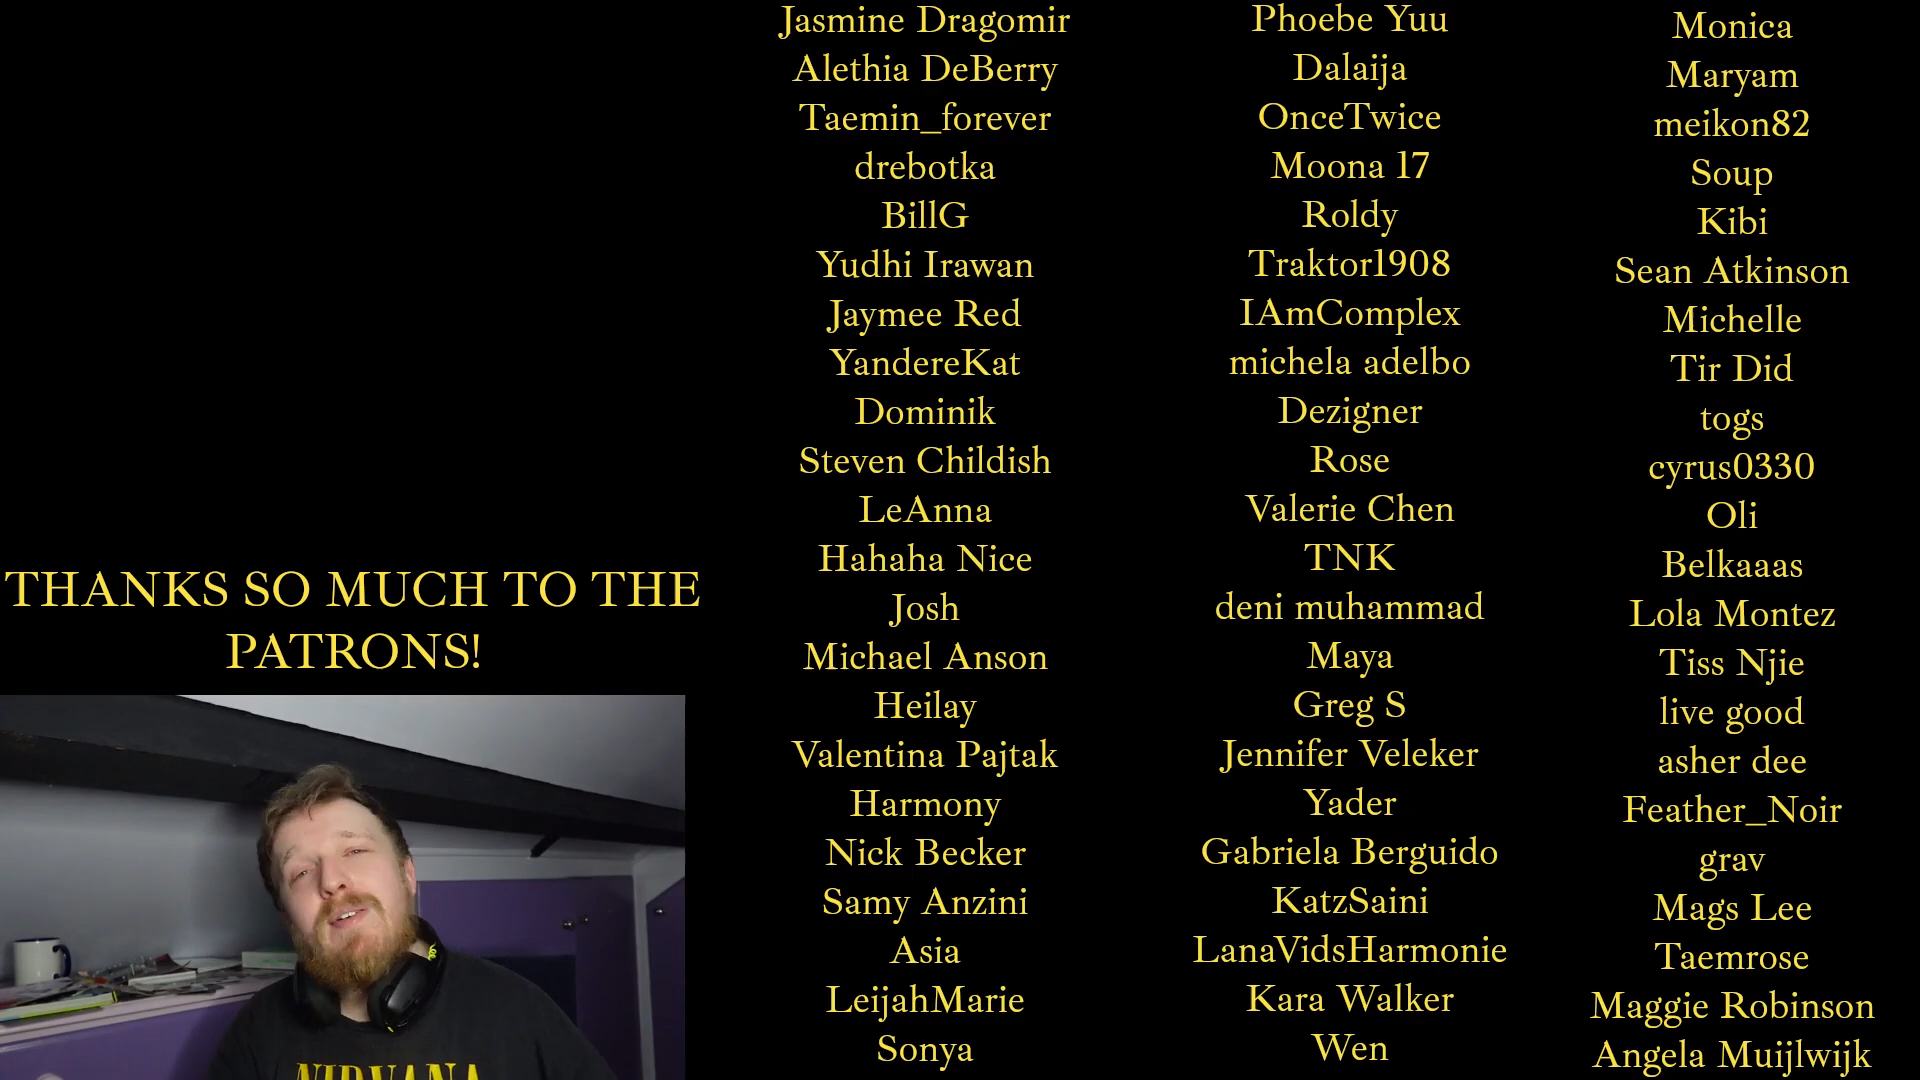 THANKS SO MUCH TO THE
PATRONS!
NIRVANA
Jasmine Dragomir
Alethia DeBerry
Taemin_forever
drebotka
BillG
Yudhi Irawan
Jaymee Red
YandereKat
Dominik
Steven Childish
LeAnna
Hahaha Nice
Josh
Michael Anson
Heilay
Valentina Pajtak
Harmony
Nick Becker
Samy Anzini
Asia
LeijahMarie
Sonya
Phoebe Yuu
Dalaija
OnceTwice
Moona 17
Roldy
Traktor1908
IAmComplex
michela adelbo
Dezigner
Rose
Valerie Chen
TNK
deni muhammad
Maya
Greg S
Jennifer Veleker
Yader
Gabriela Berguido
KatzSaini
LanaVidsHarmonie
Kara Walker
Wen
Monica
Maryam
meikon82
Soup
Kibi
Sean Atkinson
Michelle
Tir Did
togs
cyrus0330
Oli
Belkaaas
Lola Montez
Tiss Njie
live good
asher dee
Feather_Noir
grav
Mags Lee
Taemrose
Maggie Robinson
Angela Muijlwijk